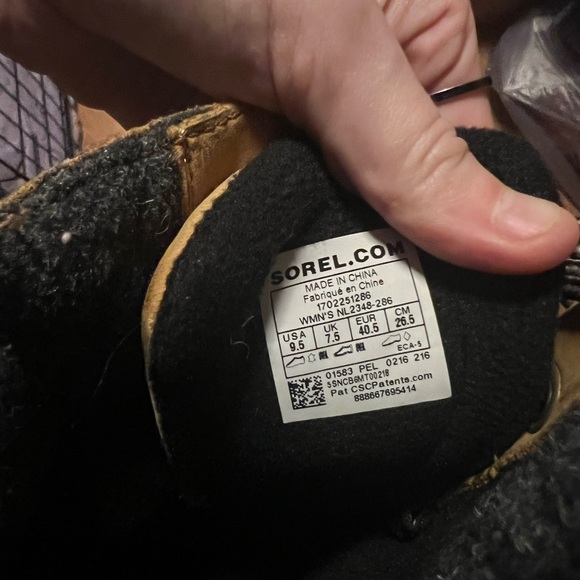 SOREL.COM
MADE IN CHINA
Fabriqué en Chine
1702251286
WMN'S NL2348-286
USA UK EUR CM
9.5 7.5 40.5 26.5
ECA-5
01583 PEL 0216 216
5SNCB6MT00218
Pat CSCPatents.com
888667695414